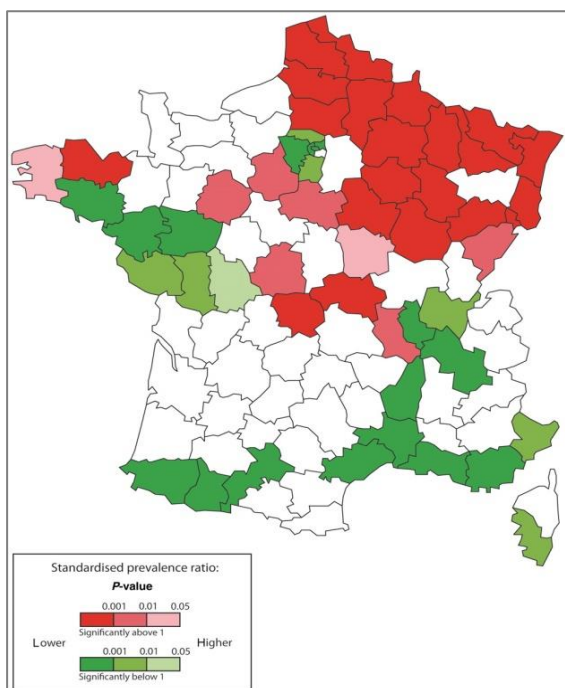 Standardised prevalence ratio:
P-value
0.001 0.01 0.05
Significantly above 1
Lower Higher
0.001 0.01 0.05
Significantly below 1